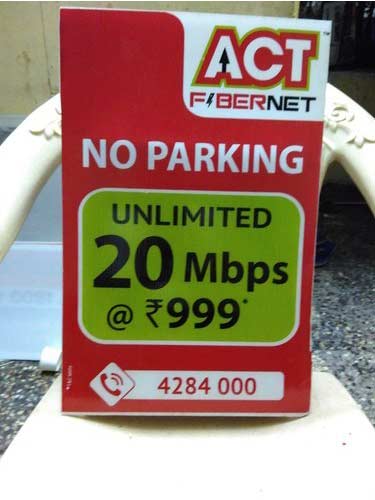 ACT
FIBERNET
NO PARKING
UNLIMITED
20 Mbps
@ ₹999*
4284 000